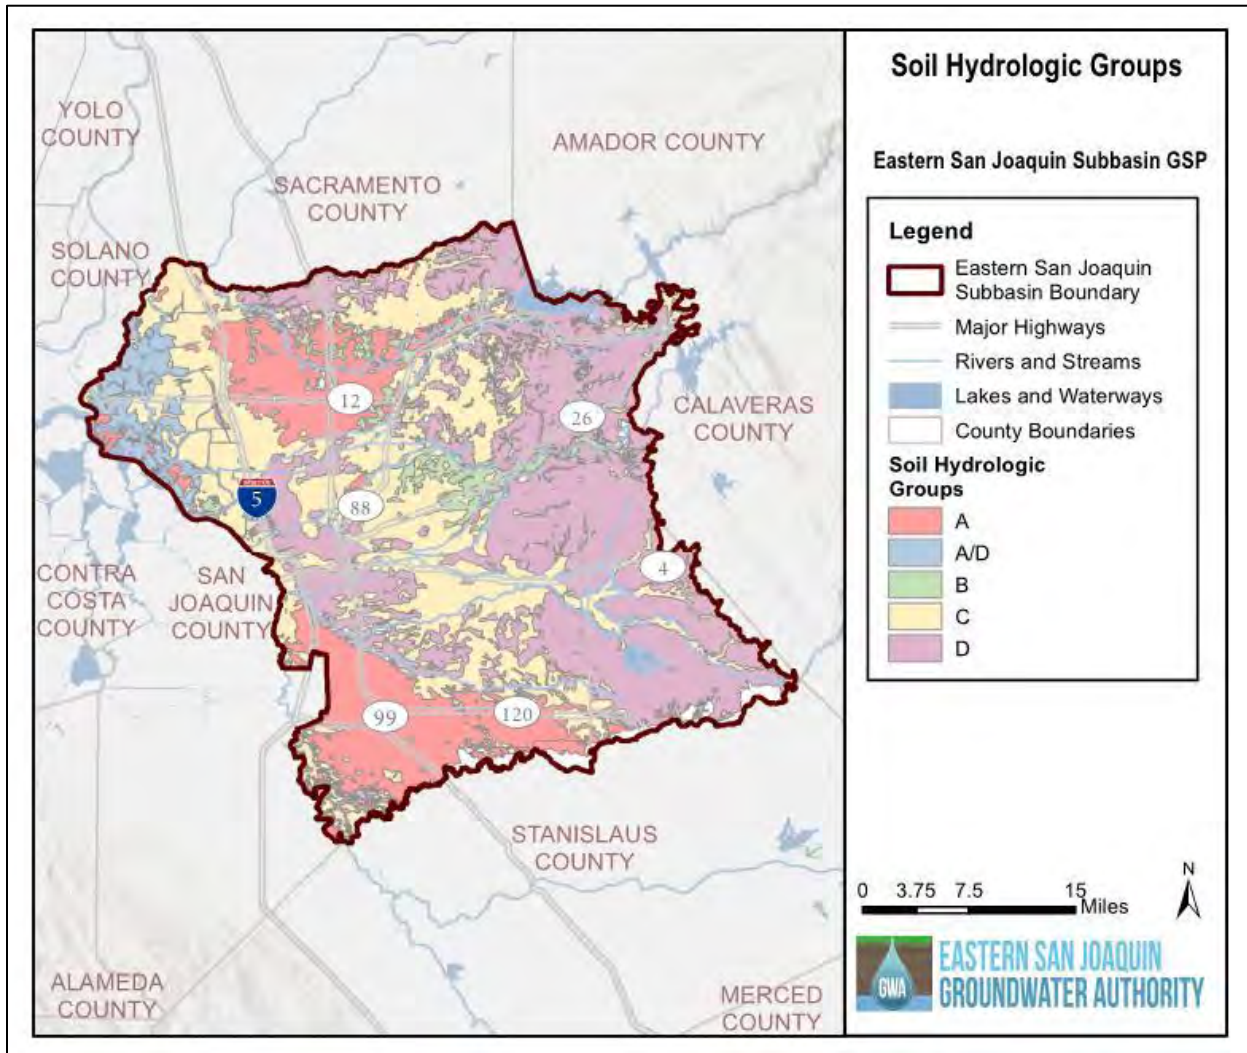 Soil Hydrologic Groups
Eastern San Joaquin Subbasin GSP
Legend
Eastern San Joaquin
Subbasin Boundary
Major Highways
Rivers and Streams
Lakes and Waterways
County Boundaries
Soil Hydrologic
Groups
A
A/D
B
C
D
YOLO
COUNTY
AMADOR COUNTY
SACRAMENTO
COUNTY
SOLANO
COUNTY
12
26
CALAVERAS
COUNTY
5
88
4
CONTRA
COSTA
COUNTY
SAN
JOAQUIN
COUNTY
99
120
STANISLAUS
COUNTY
ALAMEDA
COUNTY
MERCED
COUNTY
N
0 3.75 7.5 15
Miles
GWA
EASTERN SAN JOAQUIN
GROUNDWATER AUTHORITY